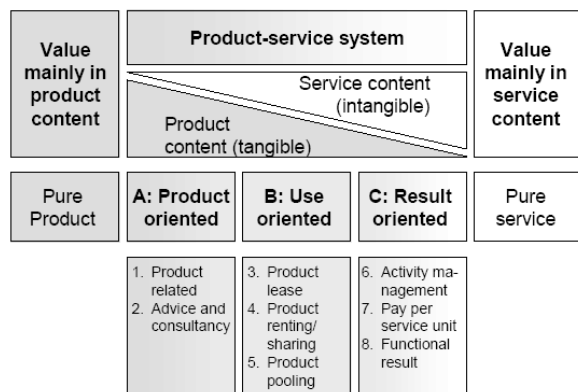 Value
mainly in
product
content
Product-service system
Service content
(intangible)
Product
content (tangible)
Value
mainly in
service
content
Pure
Product
A: Product
oriented
B: Use
oriented
C: Result
oriented
Pure
service
1. Product
related
2. Advice and
consultancy
3. Product
lease
4. Product
renting/
sharing
5. Product
pooling
6. Activity ma-
nagement
7. Pay per
service unit
8. Functional
result